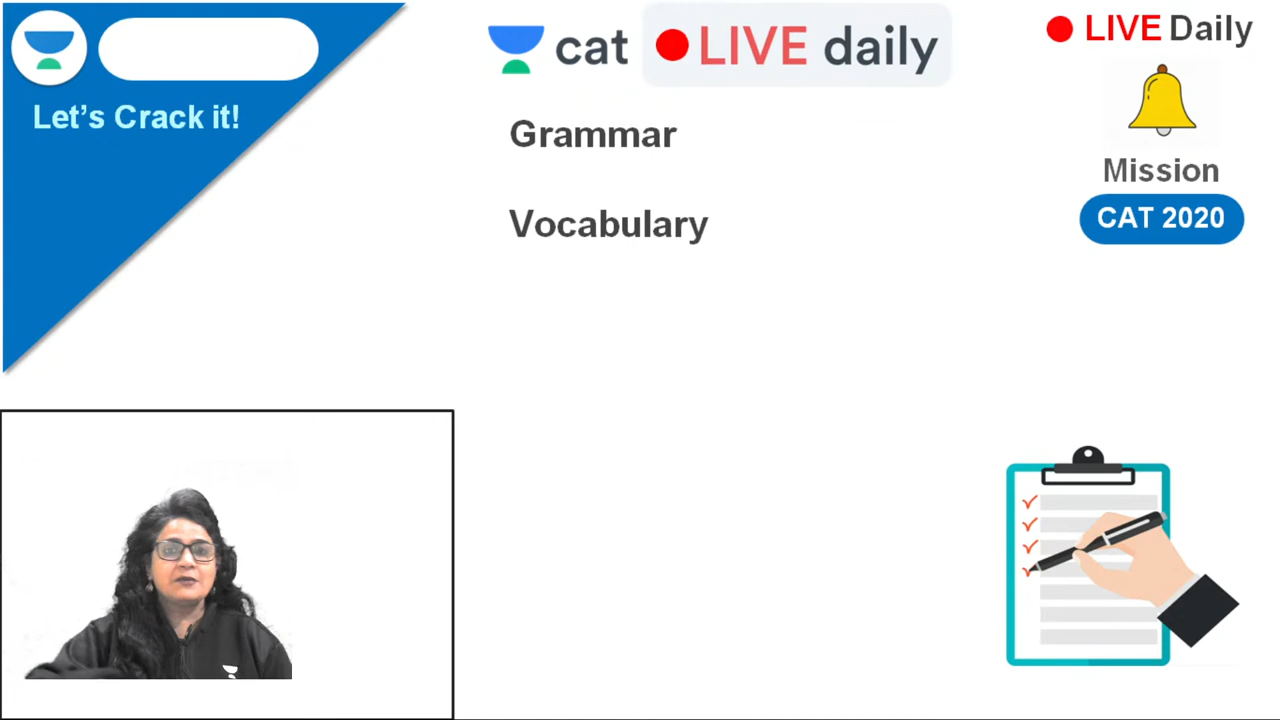 Let’s Crack it!
cat LIVE daily
Grammar
Vocabulary
LIVE Daily
Mission
CAT 2020